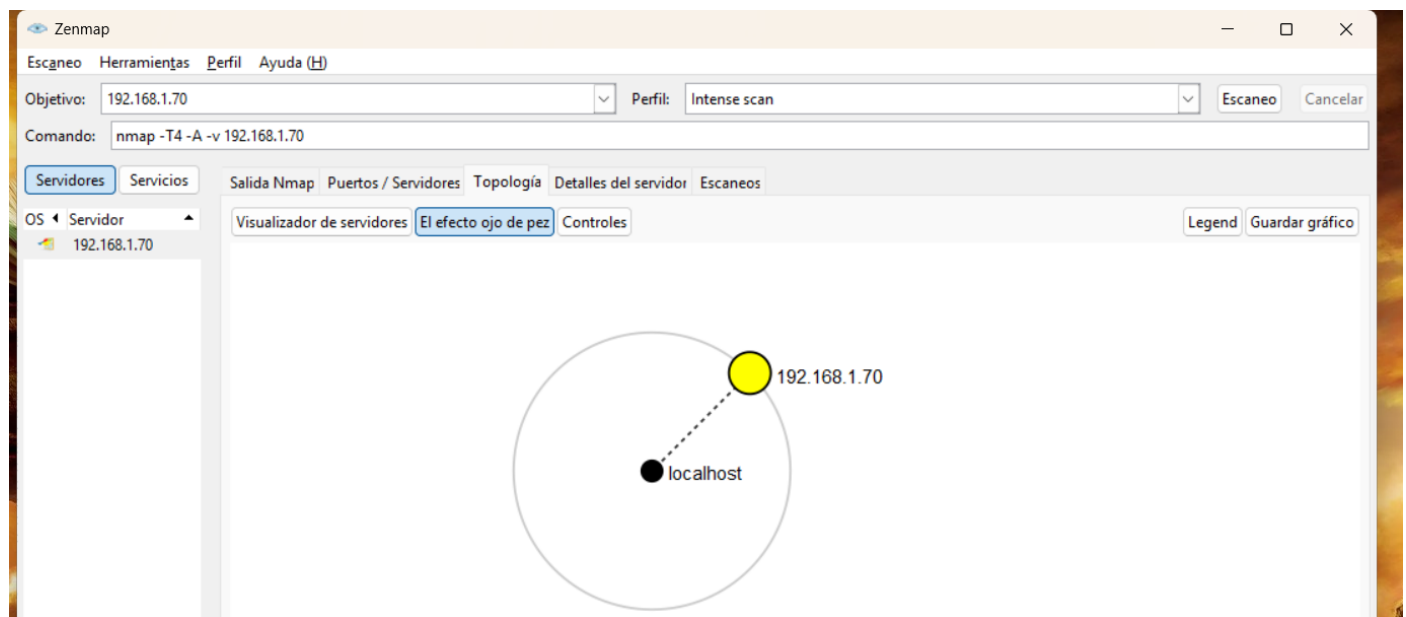 Zenmap
Escaneo Herramientas Perfil Ayuda (H)
Objetivo: 192.168.1.70 Perfil: Intense scan Escaneo Cancelar
Comando: nmap -T4 -A -v 192.168.1.70
Servidores Servicios Salida Nmap Puertos / Servidores Topología Detalles del servidor Escaneos
OS Servidor Visualizador de servidores El efecto ojo de pez Controles Legend Guardar gráfico
192.168.1.70
192.168.1.70
localhost